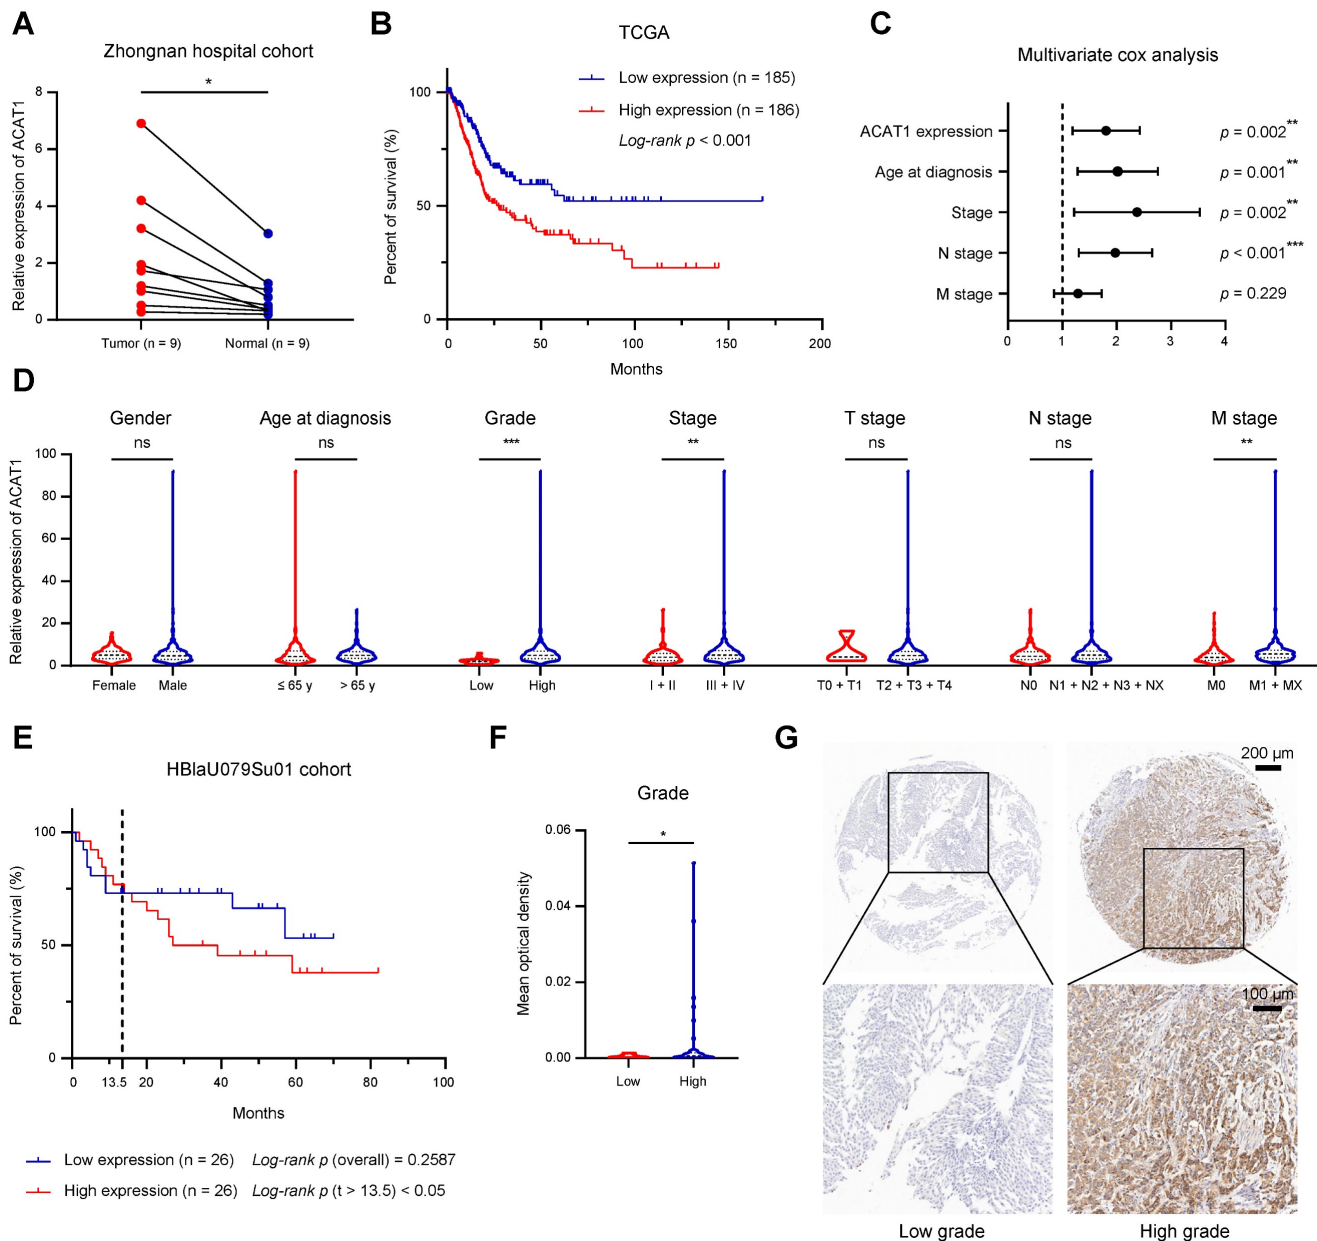 A
Zhongnan hospital cohort
*
Relative expression of ACAT1
8
6
4
2
0
Tumor (n = 9)
Normal (n = 9)
B
TCGA
Low expression (n = 185)
High expression (n = 186)
Log-rank p < 0.001
Percent of survival (%)
100
50
0
0 50 100 150 200
Months
C
Multivariate cox analysis
ACAT1 expression p = 0.002**
Age at diagnosis p = 0.001**
Stage p = 0.002**
N stage p < 0.001***
M stage p = 0.229
0 1 2 3 4
D
Gender Age at diagnosis Grade Stage T stage N stage M stage
ns ns *** ** ns ns **
Relative expression of ACAT1
100
80
60
40
20
0
Female Male ≤ 65 y > 65 y Low High I + II III + IV T0 + T1 T2 + T3 + T4 N0 N1 + N2 + N3 + NX M0 M1 + MX
E
HBlaU079Su01 cohort
Percent of survival (%)
100
50
0
0 13.5 20 40 60 80 100
Months
Low expression (n = 26) Log-rank p (overall) = 0.2587
High expression (n = 26) Log-rank p (t > 13.5) < 0.05
F
Grade
*
Mean optical density
0.06
0.04
0.02
0.00
Low High
G
200 µm
100 µm
Low grade
High grade